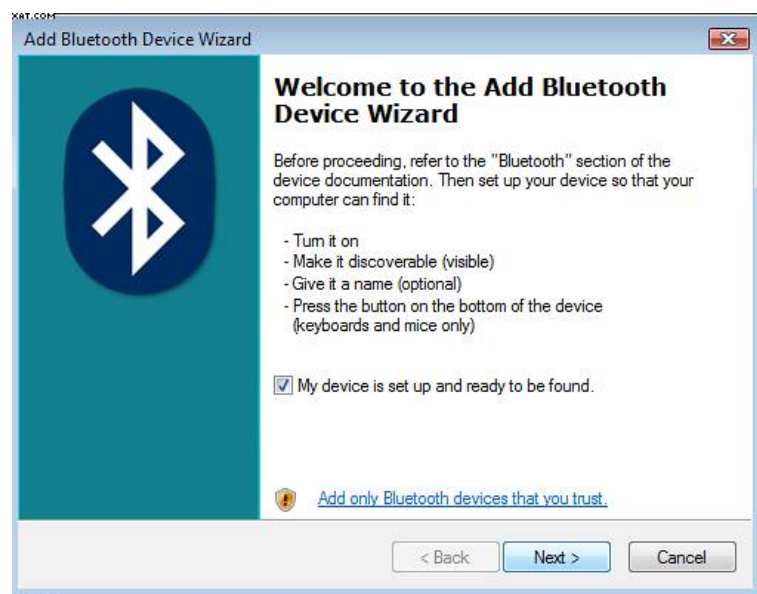 XAT.COM
Add Bluetooth Device Wizard
Welcome to the Add Bluetooth
Device Wizard
Before proceeding, refer to the "Bluetooth" section of the
device documentation. Then set up your device so that your
computer can find it:
- Turn it on
- Make it discoverable (visible)
- Give it a name (optional)
- Press the button on the bottom of the device
(keyboards and mice only)
My device is set up and ready to be found.
Add only Bluetooth devices that you trust.
< Back Next > Cancel